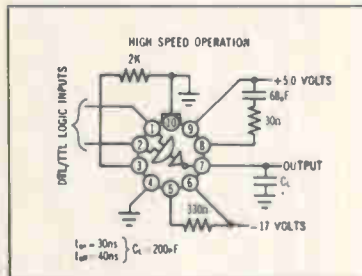 HIGH SPEED OPERATION
2K
+5.0 VOLTS
68pF
30Ω
DTL/TTL LOGIC INPUTS
1
10
9
2
8
3
7
OUTPUT
4
5
6
CL
330Ω
-17 VOLTS
ton = 30ns
toff = 40ns
} CL = 200pF